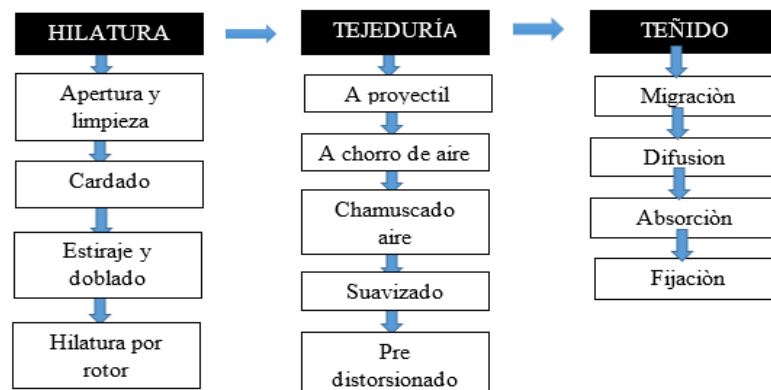 HILATURA
Apertura y
limpieza
Cardado
Estiraje y
doblado
Hilatura por
rotor
TEJEDURÍA
A proyectil
A chorro de aire
Chamuscado
aire
Suavizado
Pre
distorsionado
TEÑIDO
Migraciòn
Difusion
Absorciòn
Fijaciòn